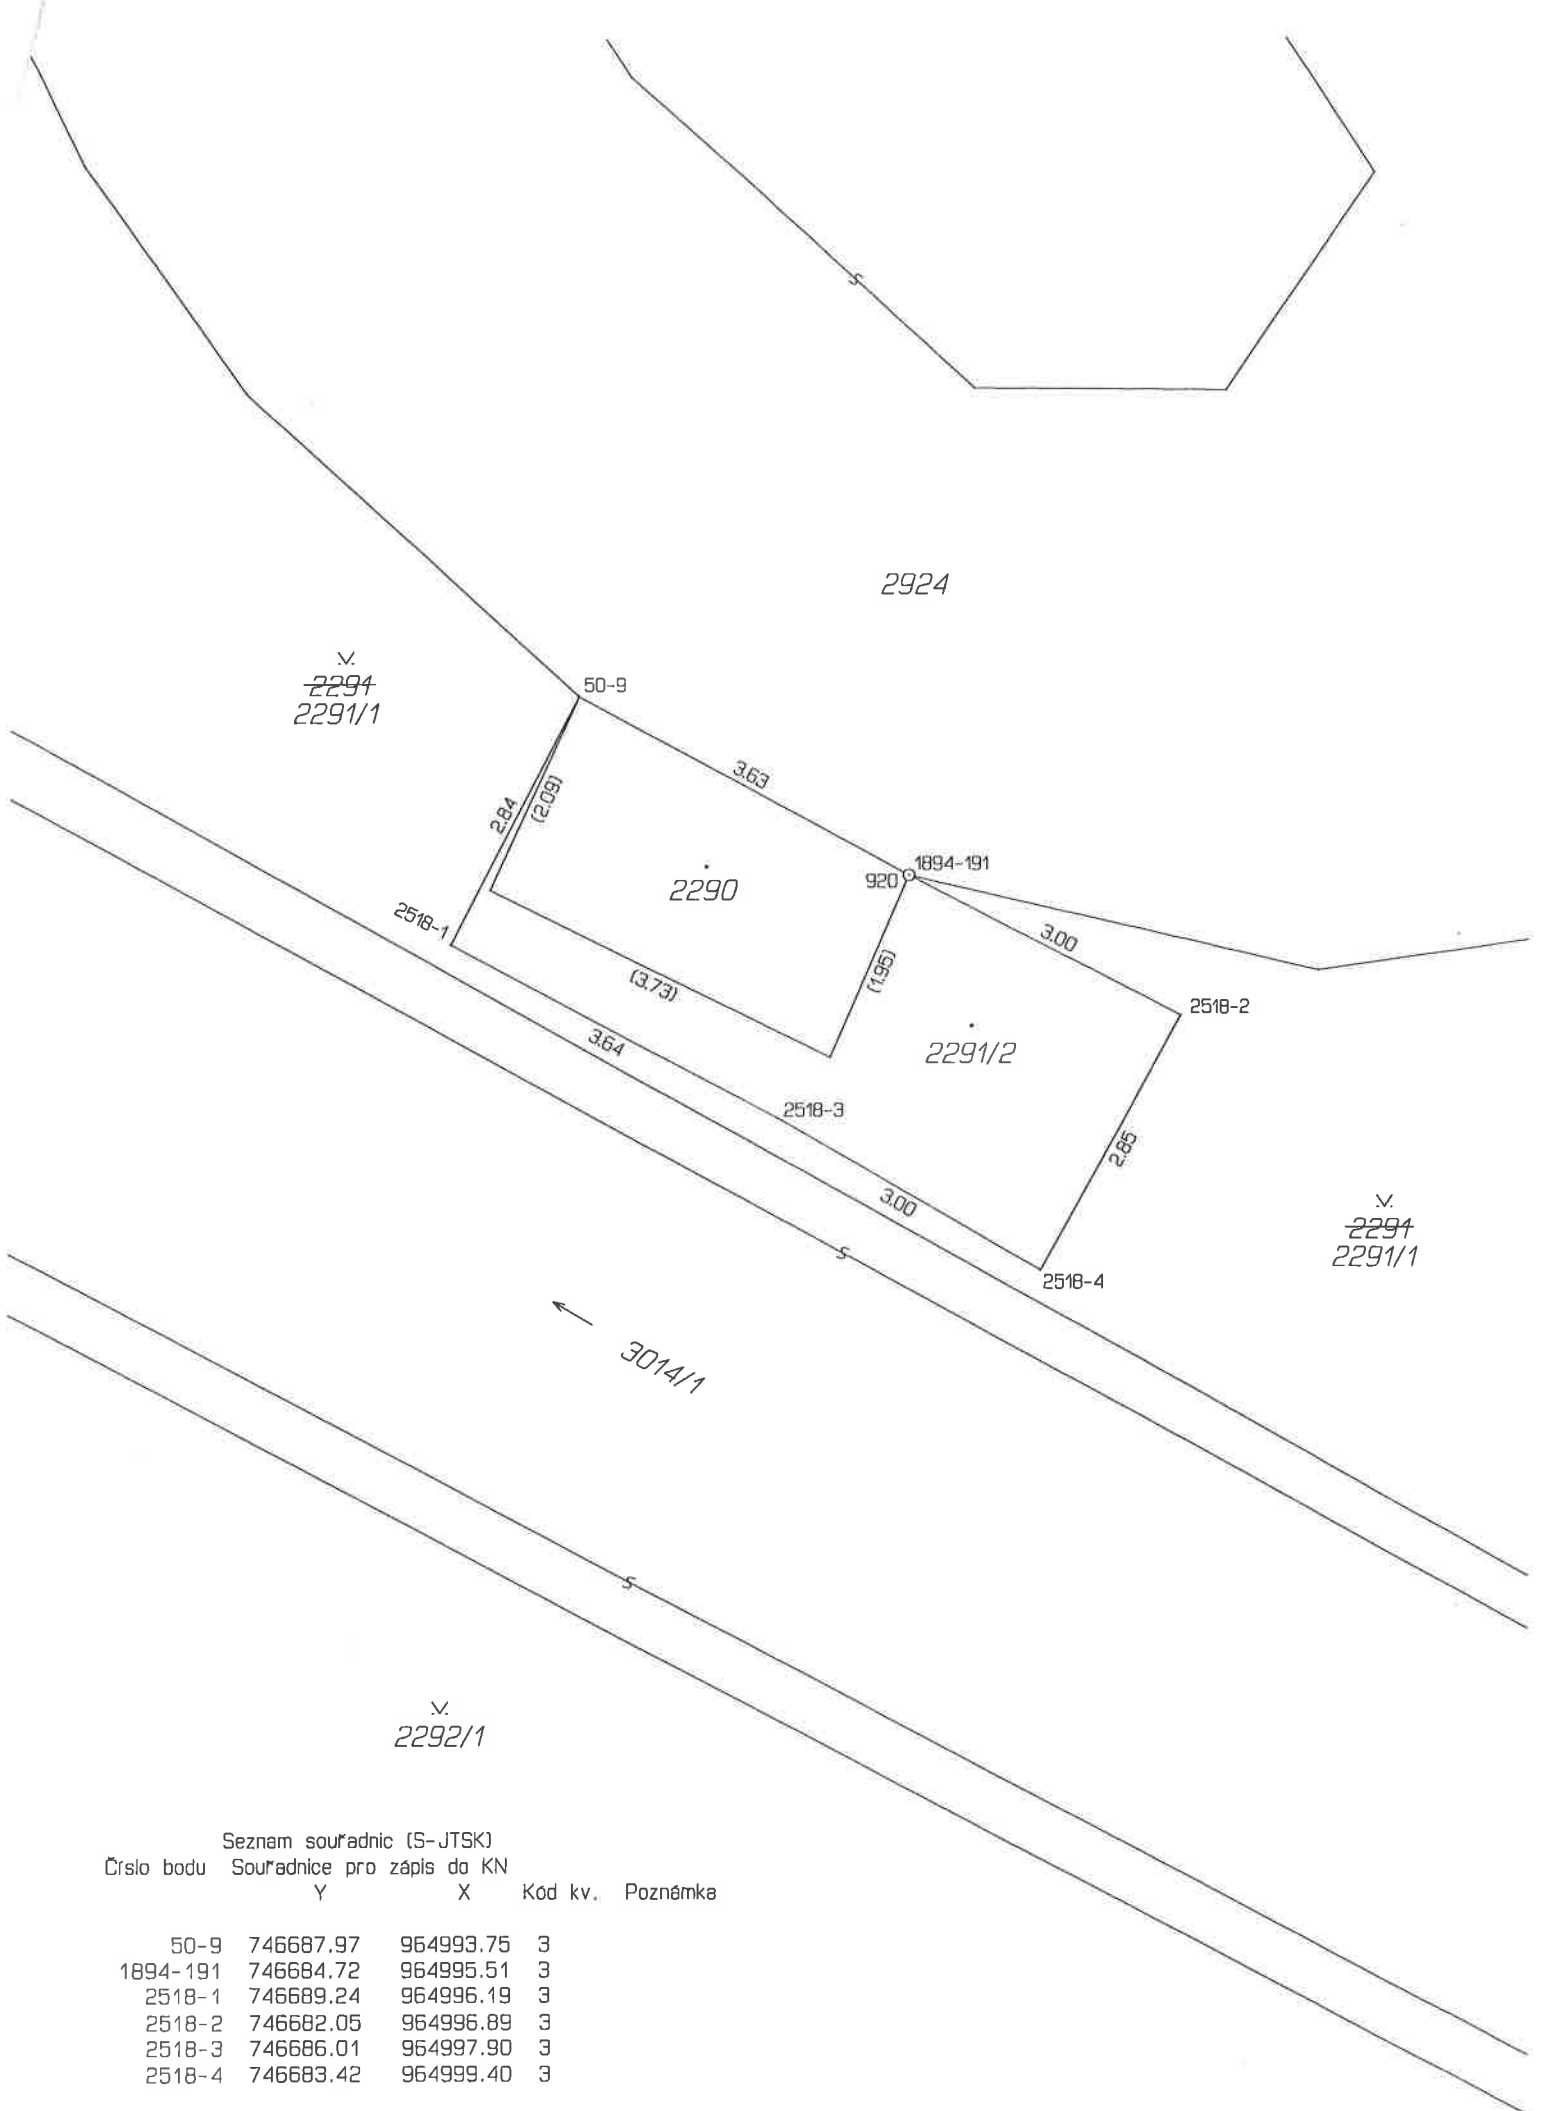 2924
2291
2291/1
50-9
3.63
2.84
(2.09)
1894-191
920
2290
2518-1
3.00
(1.95)
(3.73)
2518-2
3.64
2291/2
2518-3
2.85
3.00
2291
2291/1
2518-4
3014/1
2292/1
Seznam souřadnic (S-JTSK)
Číslo bodu Souřadnice pro zápis do KN
Y X Kód kv. Poznámka
50-9 746687.97 964993.75 3
1894-191 746684.72 964995.51 3
2518-1 746689.24 964996.19 3
2518-2 746682.05 964996.89 3
2518-3 746686.01 964997.90 3
2518-4 746683.42 964999.40 3